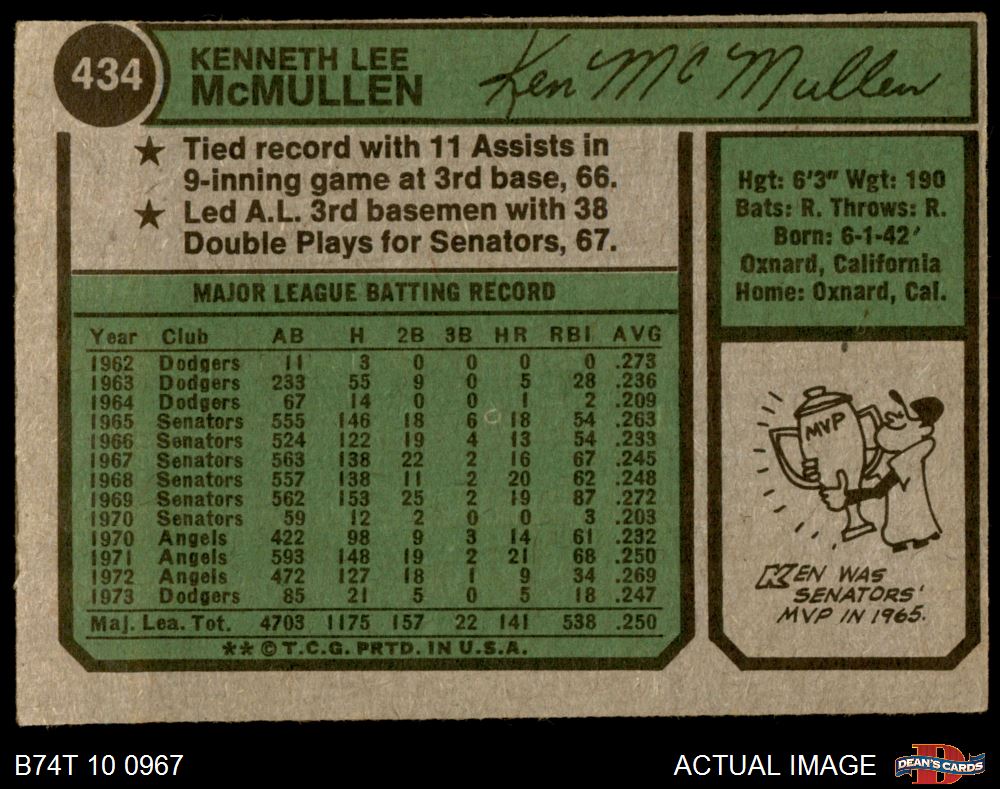 434
KENNETH LEE
McMULLEN
Ken McMullen
★ Tied record with 11 Assists in
9-inning game at 3rd base, 66.
★ Led A.L. 3rd basemen with 38
Double Plays for Senators, 67.
MAJOR LEAGUE BATTING RECORD
Year Club AB H 2B 3B HR RBI AVG
1962 Dodgers 11 3 0 0 0 0 .273
1963 Dodgers 233 55 9 0 5 28 .236
1964 Dodgers 67 14 0 0 1 2 .209
1965 Senators 555 146 18 6 18 54 .263
1966 Senators 524 122 19 4 13 54 .233
1967 Senators 563 138 22 2 16 67 .245
1968 Senators 557 138 11 2 20 62 .248
1969 Senators 562 153 25 2 19 87 .272
1970 Senators 59 12 2 0 0 3 .203
1970 Angels 422 98 9 3 14 61 .232
1971 Angels 593 148 19 2 21 68 .250
1972 Angels 472 127 18 1 9 34 .269
1973 Dodgers 85 21 5 0 5 18 .247
Maj. Lea. Tot. 4703 1175 157 22 141 538 .250
** © T.C.G. PRTD. IN U.S.A.
Hgt: 6'3" Wgt: 190
Bats: R. Throws: R.
Born: 6-1-42
Oxnard, California
Home: Oxnard, Cal.
MVP
KEN WAS
SENATORS'
MVP IN 1965.
B74T 10 0967
ACTUAL IMAGE
D
DEAN'S CARDS